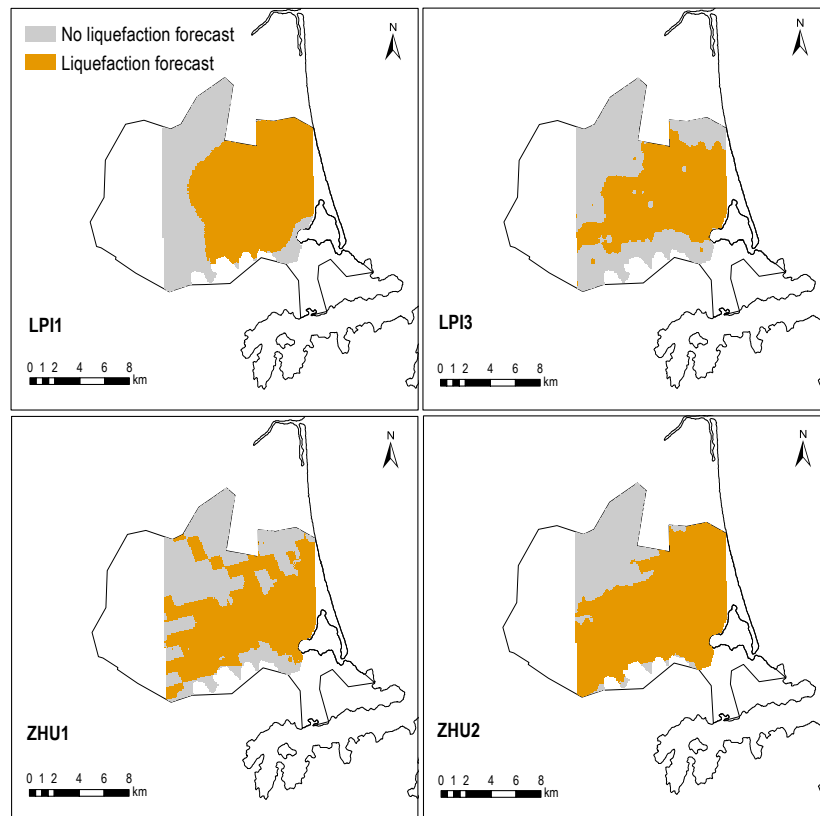 No liquefaction forecast
Liquefaction forecast
N
LPI1
0 1 2 4 6 8
km
N
LPI3
0 1 2 4 6 8
km
N
ZHU1
0 1 2 4 6 8
km
N
ZHU2
0 1 2 4 6 8
km